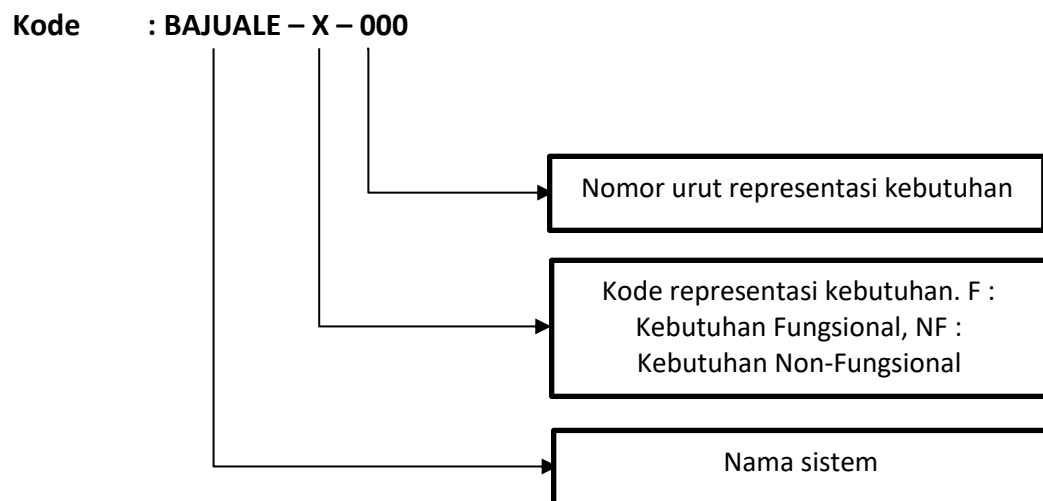 Kode : BAJUALE – X – 000
Nomor urut representasi kebutuhan
Kode representasi kebutuhan. F :
Kebutuhan Fungsional, NF :
Kebutuhan Non-Fungsional
Nama sistem